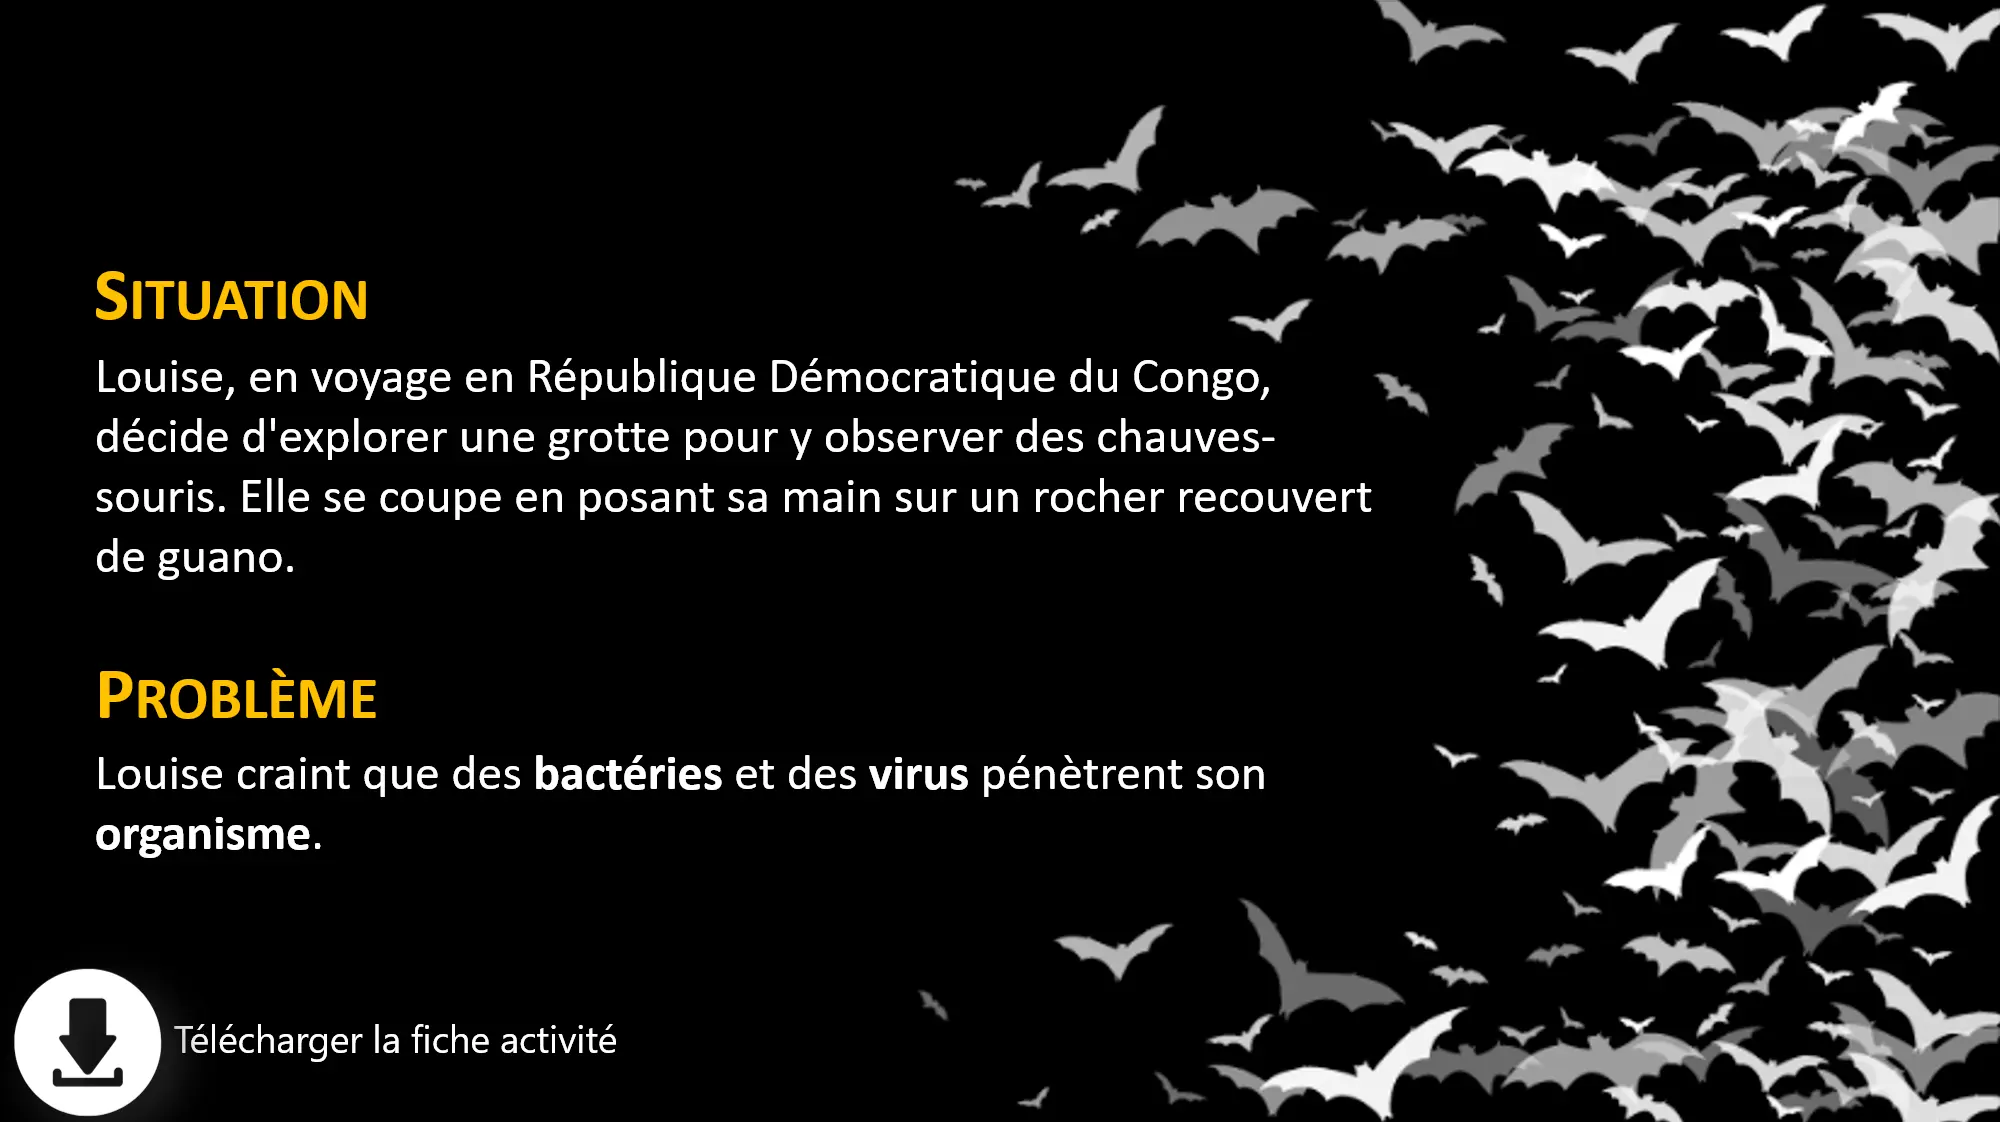 SITUATION
Louise, en voyage en République Démocratique du Congo,
décide d'explorer une grotte pour y observer des chauves-
souris. Elle se coupe en posant sa main sur un rocher recouvert
de guano.
PROBLÈME
Louise craint que des bactéries et des virus pénètrent son
organisme.
Télécharger la fiche activité